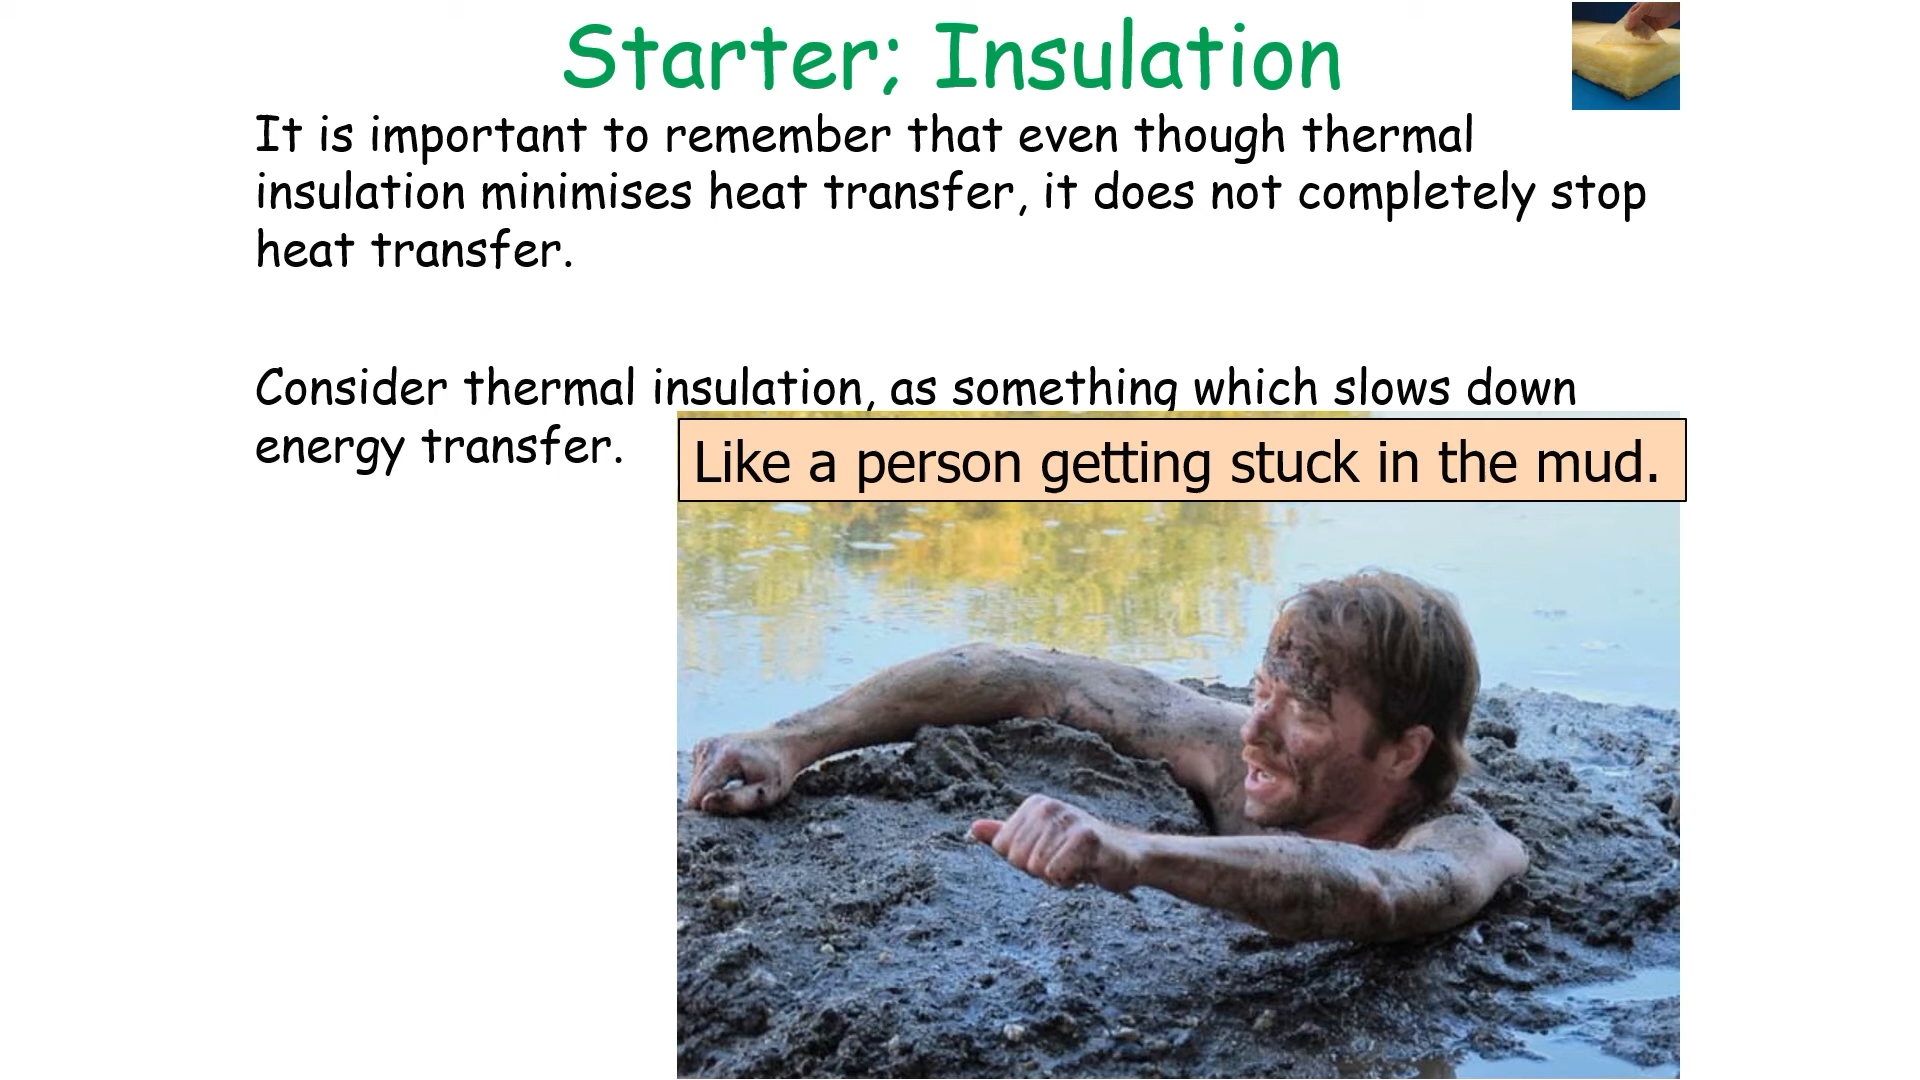 Starter; Insulation
It is important to remember that even though thermal
insulation minimises heat transfer, it does not completely stop
heat transfer.
Consider thermal insulation, as something which slows down
energy transfer.
Like a person getting stuck in the mud.